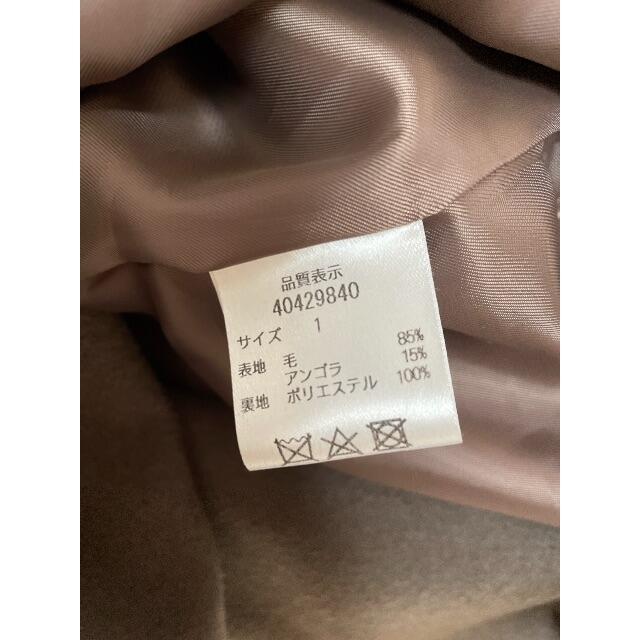 品質表示
40429840
サイズ 1
表地 毛 85%
アンゴラ 15%
裏地 ポリエステル 100%